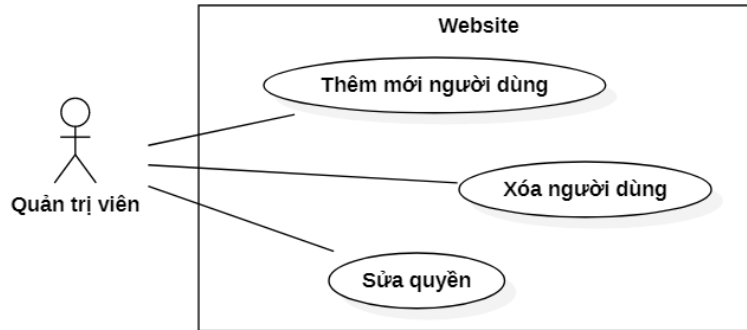 Website
Thêm mới người dùng
Quản trị viên
Xóa người dùng
Sửa quyền